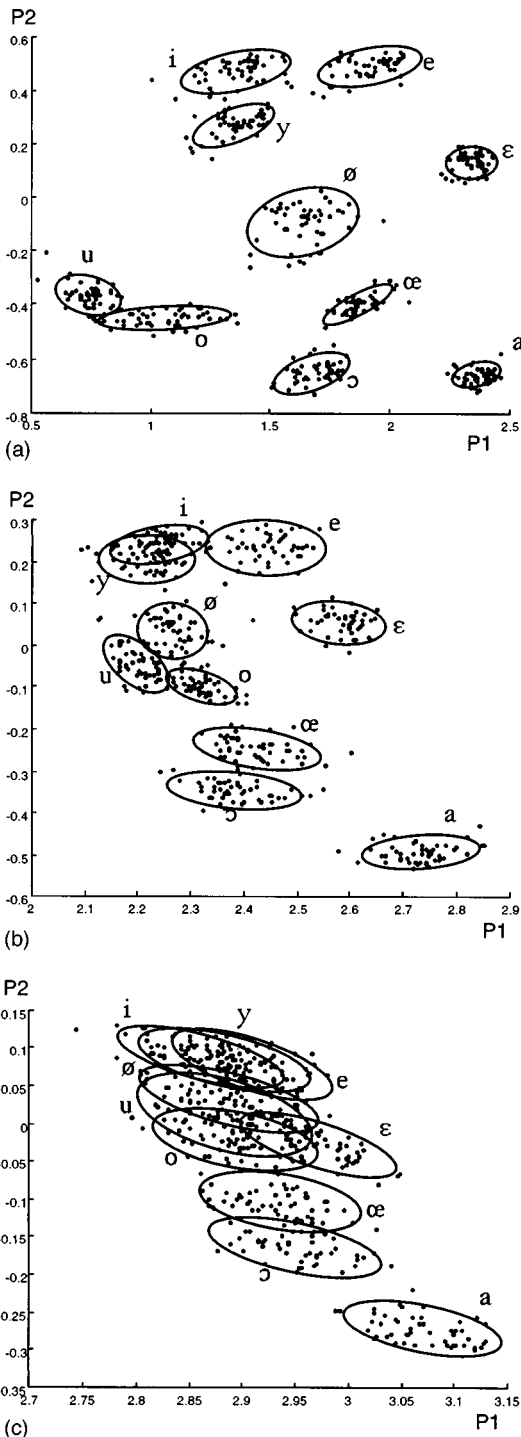 P2
0.6
i
e
0.4
y
0.2
ε
0
ø
-0.2
u
œ
-0.4
o
-0.6
ɔ
a
-0.8
0.5 1 1.5 2 2.5
(a) P1
P2
0.3
i
e
0.2
y
0.1
ø
ε
0
u
o
-0.1
-0.2
œ
-0.3
ɔ
-0.4
a
-0.5
-0.6
2 2.1 2.2 2.3 2.4 2.5 2.6 2.7 2.8 2.9
(b) P1
P2
0.15
i
y
0.1
ø
e
0.05
u
0
ε
o
-0.05
-0.1
œ
-0.15
ɔ
-0.2
a
-0.25
-0.3
0.35
2.7 2.75 2.8 2.85 2.9 2.95 3 3.05 3.1 3.15
(c) P1